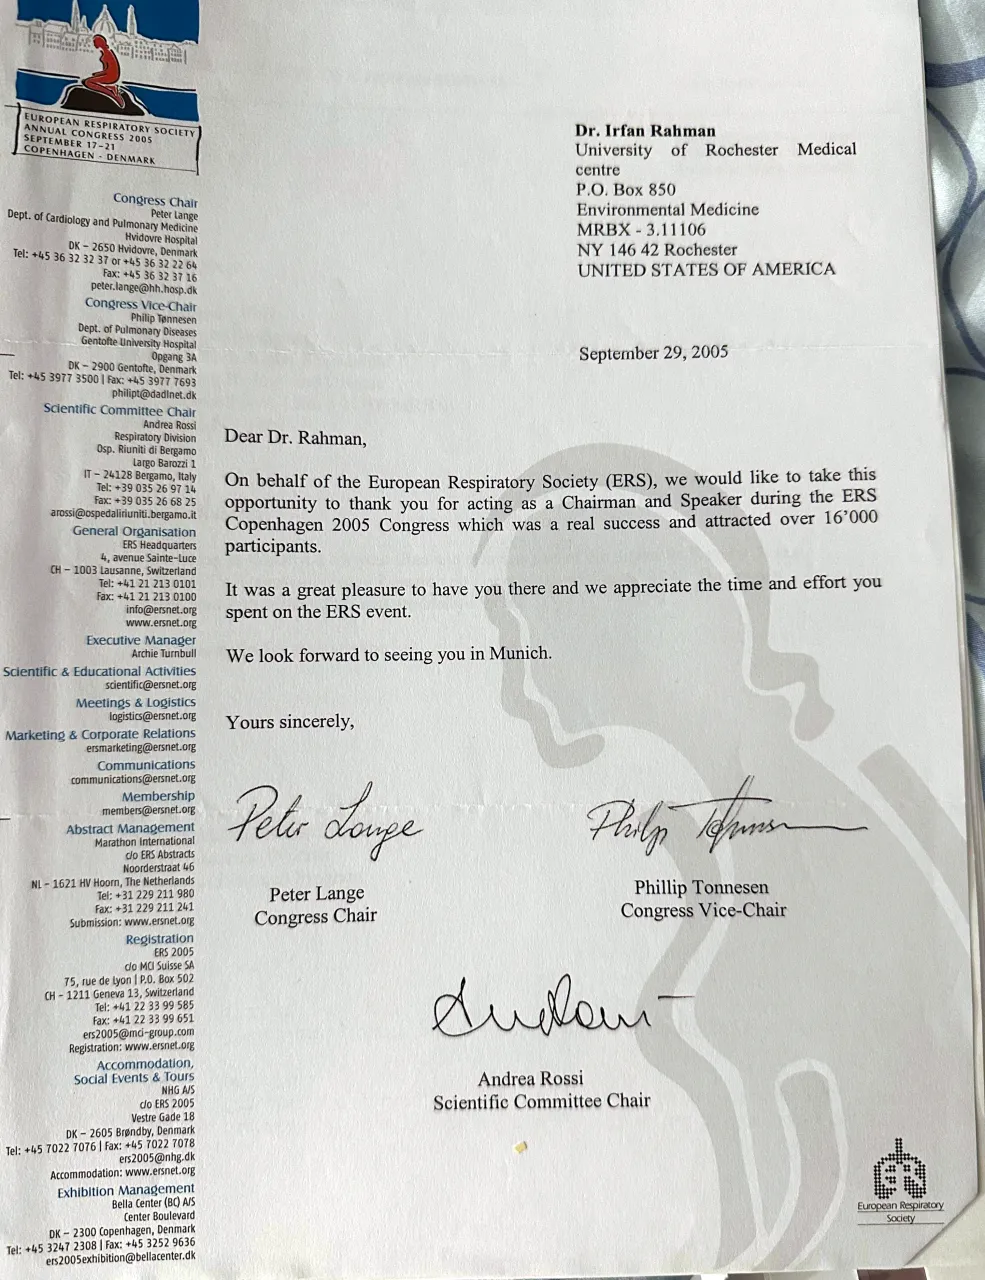 EUROPEAN RESPIRATORY SOCIETY
ANNUAL CONGRESS 2005
SEPTEMBER 17-21
COPENHAGEN - DENMARK
Congress Chair
Peter Lange
Dept. of Cardiology and Pulmonary Medicine
Hvidovre Hospital
DK – 2650 Hvidovre, Denmark
Tel: +45 36 32 32 37 or +45 36 32 22 64
Fax: +45 36 32 37 16
peter.lange@hh.hosp.dk
Congress Vice-Chair
Philip Tønnesen
Dept. of Pulmonary Diseases
Gentofte University Hospital
Opgang 3A
DK – 2900 Gentofte, Denmark
Tel: +45 3977 3500 | Fax: +45 3977 7693
philipt@dadlnet.dk
Scientific Committee Chair
Andrea Rossi
Respiratory Division
Osp. Riuniti di Bergamo
Largo Barozzi 1
IT – 24128 Bergamo, Italy
Tel: +39 035 26 97 14
Fax: +39 035 26 68 25
arossi@ospedaliriuniti.bergamo.it
General Organisation
ERS Headquarters
4, avenue Sainte-Luce
CH – 1003 Lausanne, Switzerland
Tel: +41 21 213 0101
Fax: +41 21 213 0100
info@ersnet.org
www.ersnet.org
Executive Manager
Archie Turnbull
Scientific & Educational Activities
scientific@ersnet.org
Meetings & Logistics
logistics@ersnet.org
Marketing & Corporate Relations
ersmarketing@ersnet.org
Communications
communications@ersnet.org
Membership
members@ersnet.org
Abstract Management
Marathon International
c/o ERS Abstracts
Noorderstraat 46
NL – 1621 HV Hoorn, The Netherlands
Tel: +31 229 211 980
Fax: +31 229 211 241
Submission: www.ersnet.org
Registration
ERS 2005
c/o MCI Suisse SA
75, rue de Lyon | P.O. Box 502
CH – 1211 Geneva 13, Switzerland
Tel: +41 22 33 99 585
Fax: +41 22 33 99 651
ers2005@mci-group.com
Registration: www.ersnet.org
Accommodation,
Social Events & Tours
NHG A/S
c/o ERS 2005
Vestre Gade 18
DK – 2605 Brøndby, Denmark
Tel: +45 7022 7076 | Fax: +45 7022 7078
ers2005@nhg.dk
Accommodation: www.ersnet.org
Exhibition Management
Bella Center (BC) A/S
Center Boulevard
DK – 2300 Copenhagen, Denmark
Tel: +45 3247 2308 | Fax: +45 3252 9636
ers2005exhibition@bellacenter.dk
Dr. Irfan Rahman
University of Rochester Medical
centre
P.O. Box 850
Environmental Medicine
MRBX - 3.11106
NY 146 42 Rochester
UNITED STATES OF AMERICA
September 29, 2005
Dear Dr. Rahman,
On behalf of the European Respiratory Society (ERS), we would like to take this
opportunity to thank you for acting as a Chairman and Speaker during the ERS
Copenhagen 2005 Congress which was a real success and attracted over 16'000
participants.
It was a great pleasure to have you there and we appreciate the time and effort you
spent on the ERS event.
We look forward to seeing you in Munich.
Yours sincerely,
Peter Lange
Peter Lange
Congress Chair
Phillip Tonnesen
Congress Vice-Chair
Andrea Rossi
Scientific Committee Chair
European Respiratory
Society